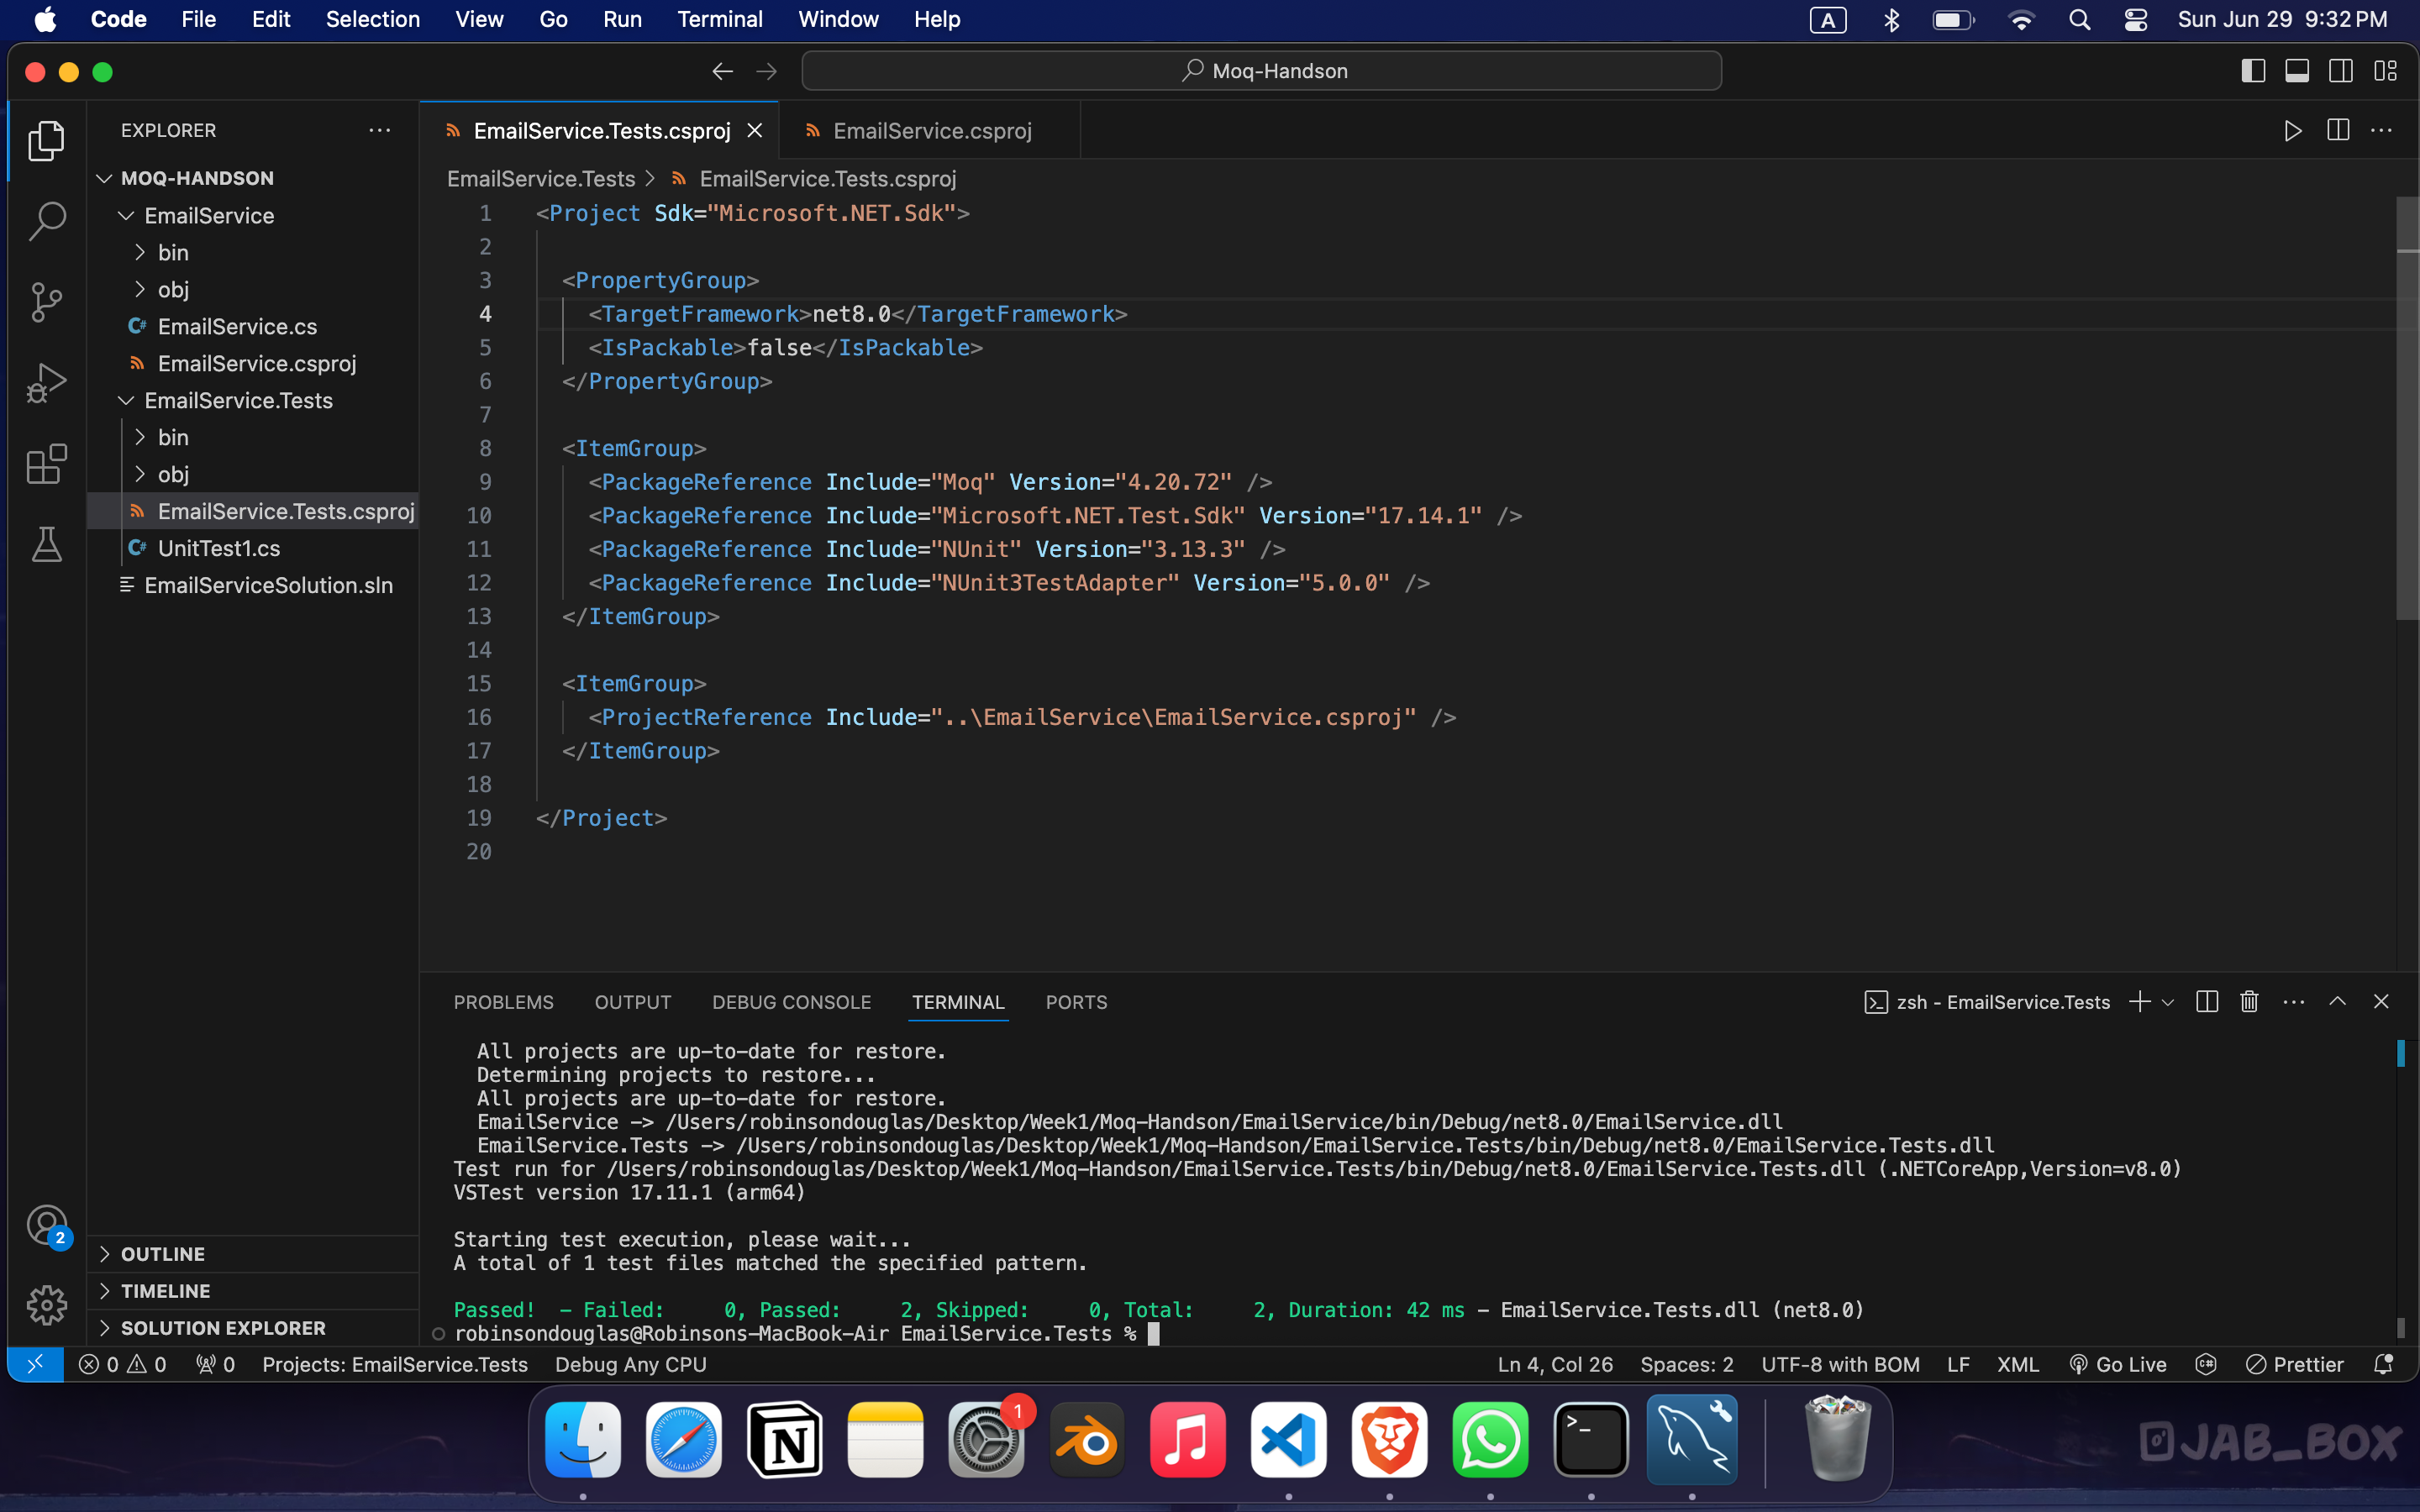 Code File Edit Selection View Go Run Terminal Window Help A Sun Jun 29 9:32 PM
Moq-Handson
EXPLORER
MOQ-HANDSON
EmailService
bin
obj
EmailService.cs
EmailService.csproj
EmailService.Tests
bin
obj
EmailService.Tests.csproj
UnitTest1.cs
EmailServiceSolution.sln
OUTLINE
TIMELINE
SOLUTION EXPLORER
2
EmailService.Tests.csproj EmailService.csproj
EmailService.Tests > EmailService.Tests.csproj
1 <Project Sdk="Microsoft.NET.Sdk">
2
3 <PropertyGroup>
4 <TargetFramework>net8.0</TargetFramework>
5 <IsPackable>false</IsPackable>
6 </PropertyGroup>
7
8 <ItemGroup>
9 <PackageReference Include="Moq" Version="4.20.72" />
10 <PackageReference Include="Microsoft.NET.Test.Sdk" Version="17.14.1" />
11 <PackageReference Include="NUnit" Version="3.13.3" />
12 <PackageReference Include="NUnit3TestAdapter" Version="5.0.0" />
13 </ItemGroup>
14
15 <ItemGroup>
16 <ProjectReference Include="..\EmailService\EmailService.csproj" />
17 </ItemGroup>
18
19 </Project>
20
PROBLEMS OUTPUT DEBUG CONSOLE TERMINAL PORTS zsh - EmailService.Tests
All projects are up-to-date for restore.
Determining projects to restore...
All projects are up-to-date for restore.
EmailService -> /Users/robinsondouglas/Desktop/Week1/Moq-Handson/EmailService/bin/Debug/net8.0/EmailService.dll
EmailService.Tests -> /Users/robinsondouglas/Desktop/Week1/Moq-Handson/EmailService.Tests/bin/Debug/net8.0/EmailService.Tests.dll
Test run for /Users/robinsondouglas/Desktop/Week1/Moq-Handson/EmailService.Tests/bin/Debug/net8.0/EmailService.Tests.dll (.NETCoreApp,Version=v8.0)
VSTest version 17.11.1 (arm64)
Starting test execution, please wait...
A total of 1 test files matched the specified pattern.
Passed! - Failed: 0, Passed: 2, Skipped: 0, Total: 2, Duration: 42 ms - EmailService.Tests.dll (net8.0)
robinsondouglas@Robinsons-MacBook-Air EmailService.Tests %
0 0 0 Projects: EmailService.Tests Debug Any CPU Ln 4, Col 26 Spaces: 2 UTF-8 with BOM LF XML Go Live Prettier
1
JAB_BOX